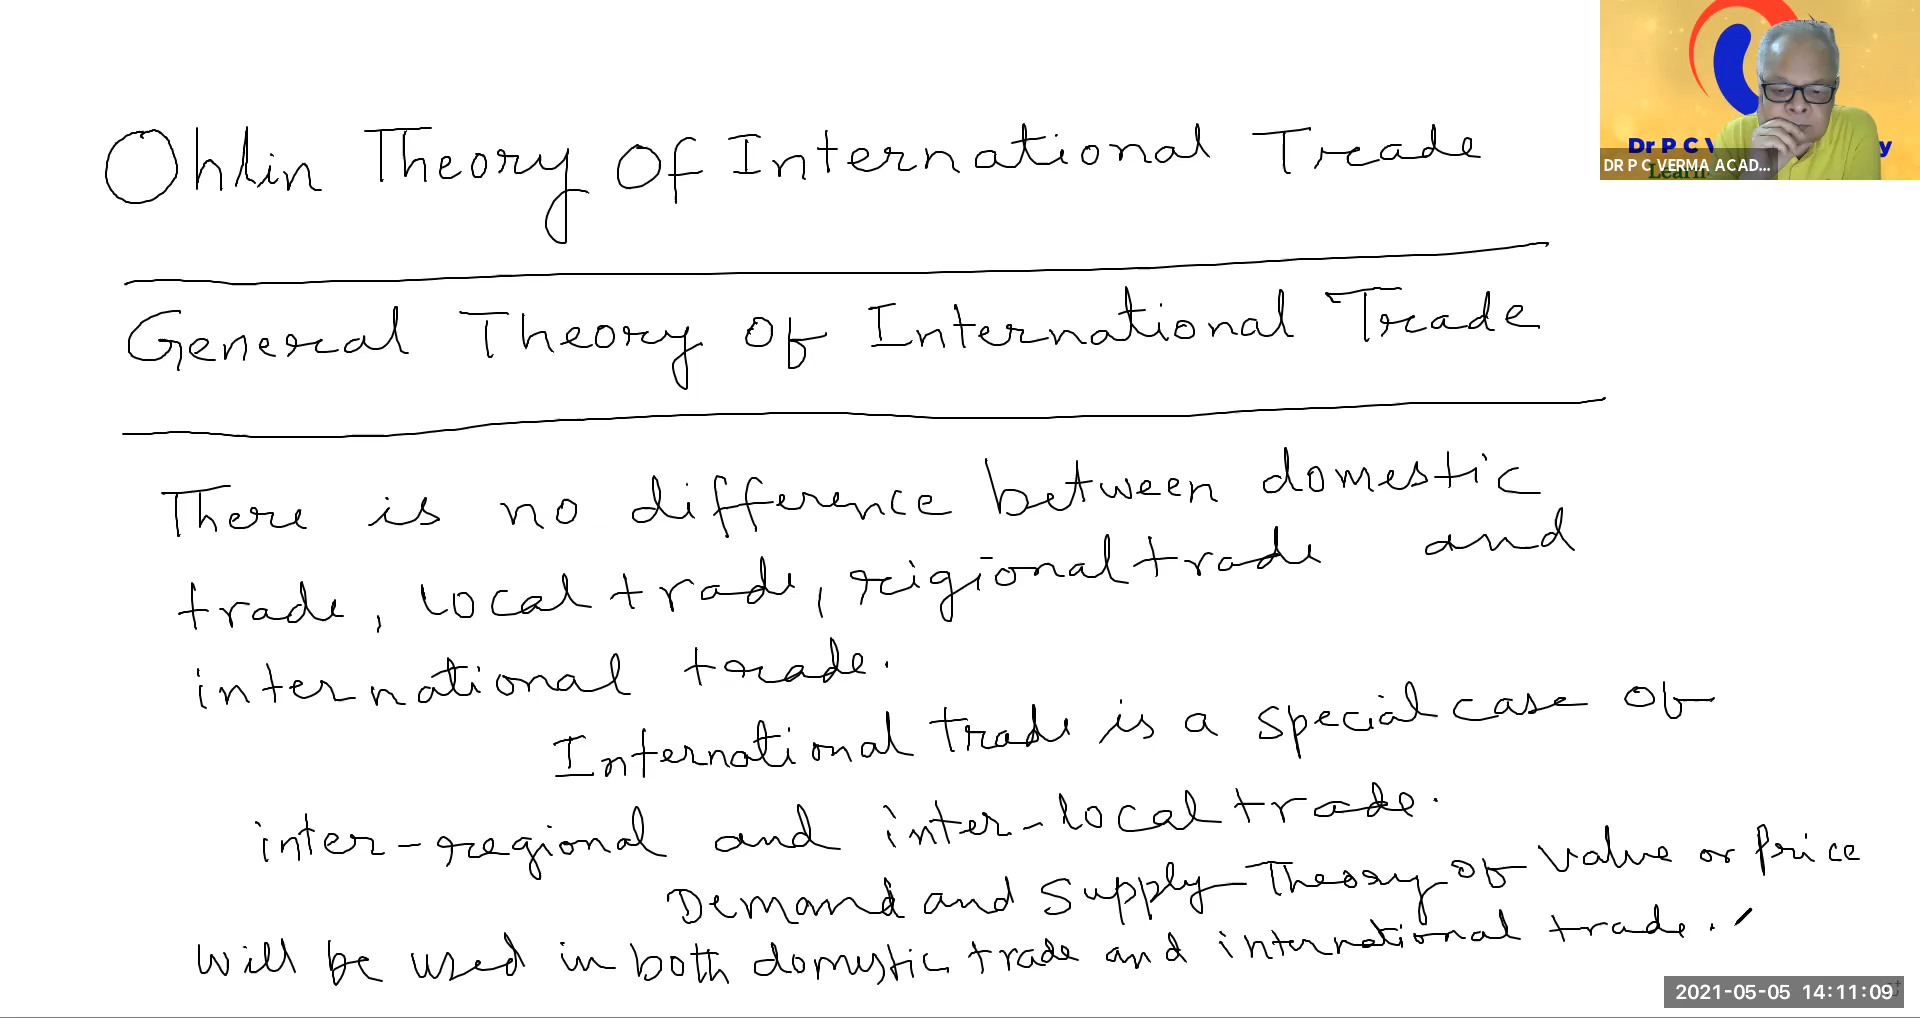 Ohlin Theory Of International Trade
General Theory Of International Trade
There is no difference between domestic
trade, local trade, rigional trade and
international trade.
International trade is a special case of
inter-regional and inter-local trade.
Demand and Supply Theory of value or price
will be used in both domestic trade and international trade.
Dr P C V y
Learn
DR P C VERMA ACAD...
2021-05-05 14:11:09